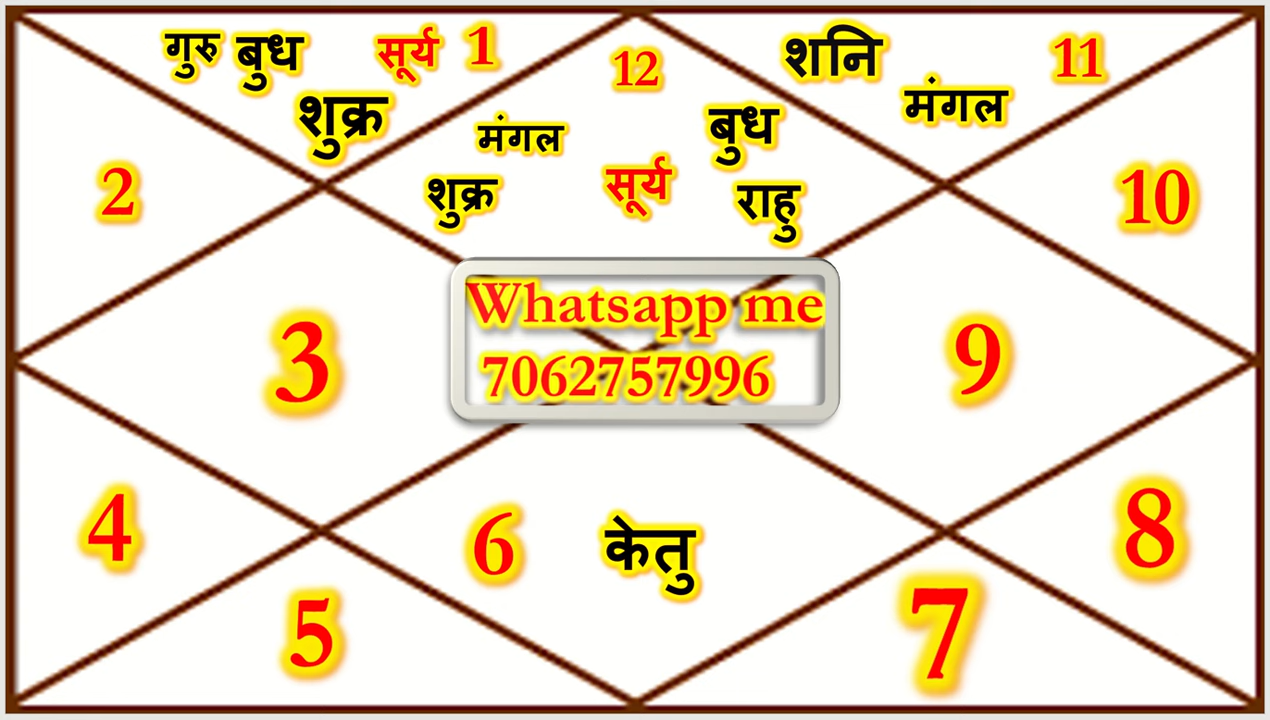 गुरु बुध सूर्य 1
शुक्र
12
शनि 11
मंगल
मंगल
बुध
शुक्र सूर्य राहु
2
10
Whatsapp me
7062757996
3
9
4
6 केतु
8
5
7